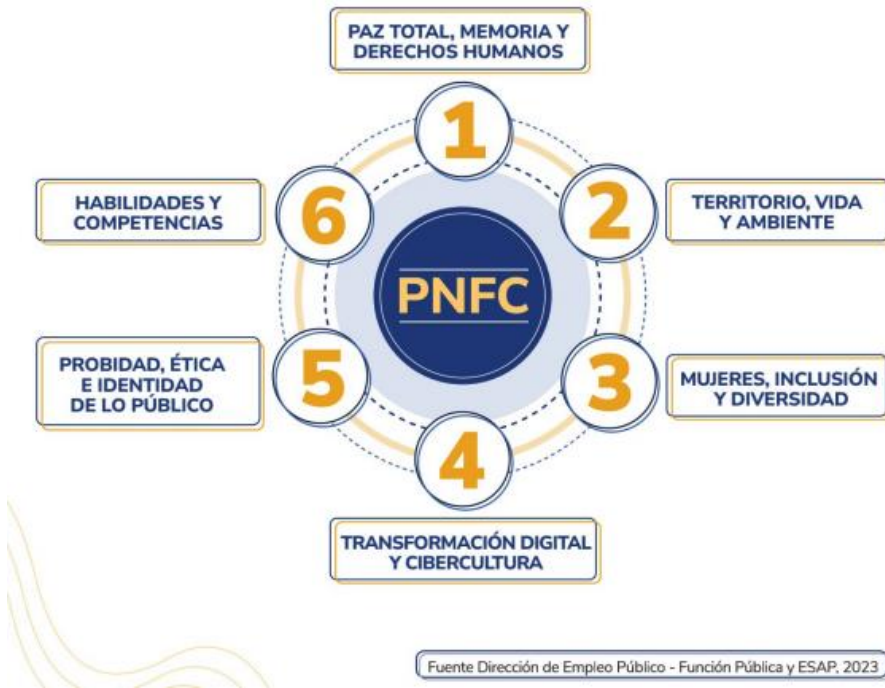 PAZ TOTAL, MEMORIA Y
DERECHOS HUMANOS
1
6
HABILIDADES Y
COMPETENCIAS
2
TERRITORIO, VIDA
Y AMBIENTE
PNFC
5
PROBIDAD, ÉTICA
E IDENTIDAD
DE LO PÚBLICO
3
MUJERES, INCLUSIÓN
Y DIVERSIDAD
4
TRANSFORMACIÓN DIGITAL
Y CIBERCULTURA
Fuente Dirección de Empleo Público - Función Pública y ESAP, 2023